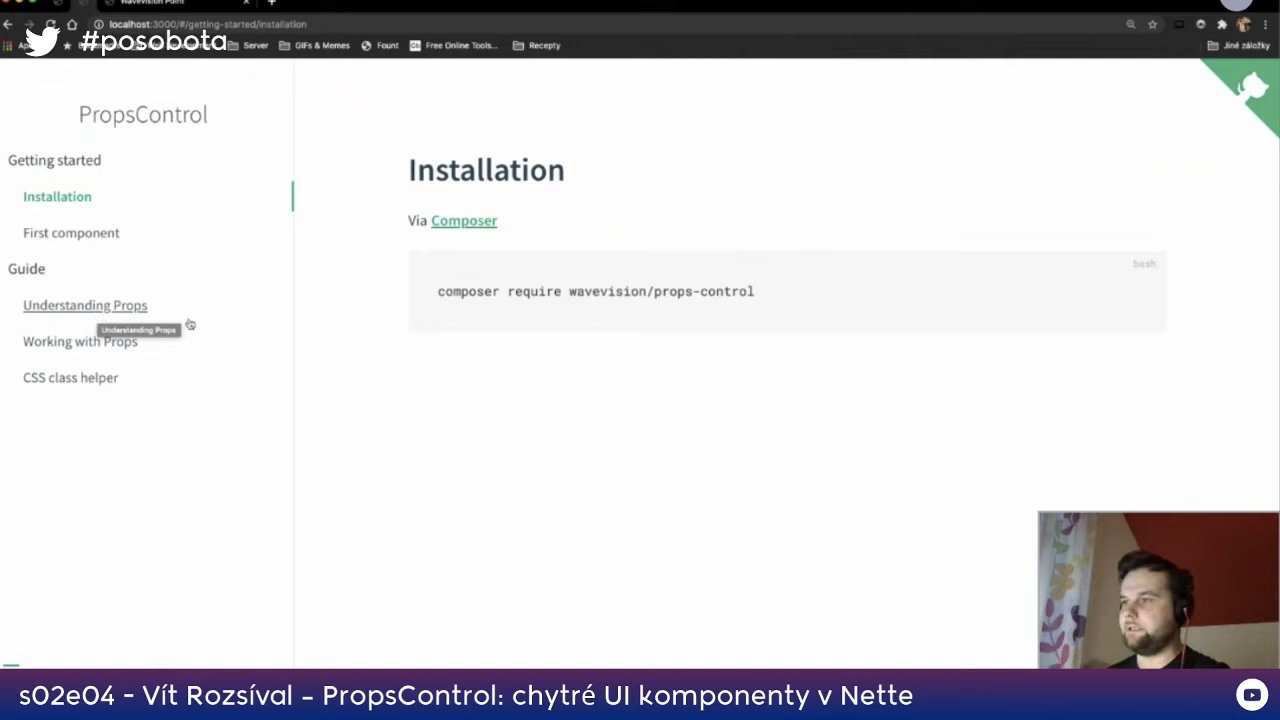 Wavevision Point
localhost:3000/#/getting-started/installation
#posobota
Server
GIFs & Memes
Fount
Free Online Tools...
Recepty
Jiné záložky
PropsControl
Getting started
Installation
First component
Guide
Understanding Props
Understanding Props
Working with Props
CSS class helper
Installation
Via Composer
bash
composer require wavevision/props-control
s02e04 - Vít Rozsíval - PropsControl: chytré UI komponenty v Nette